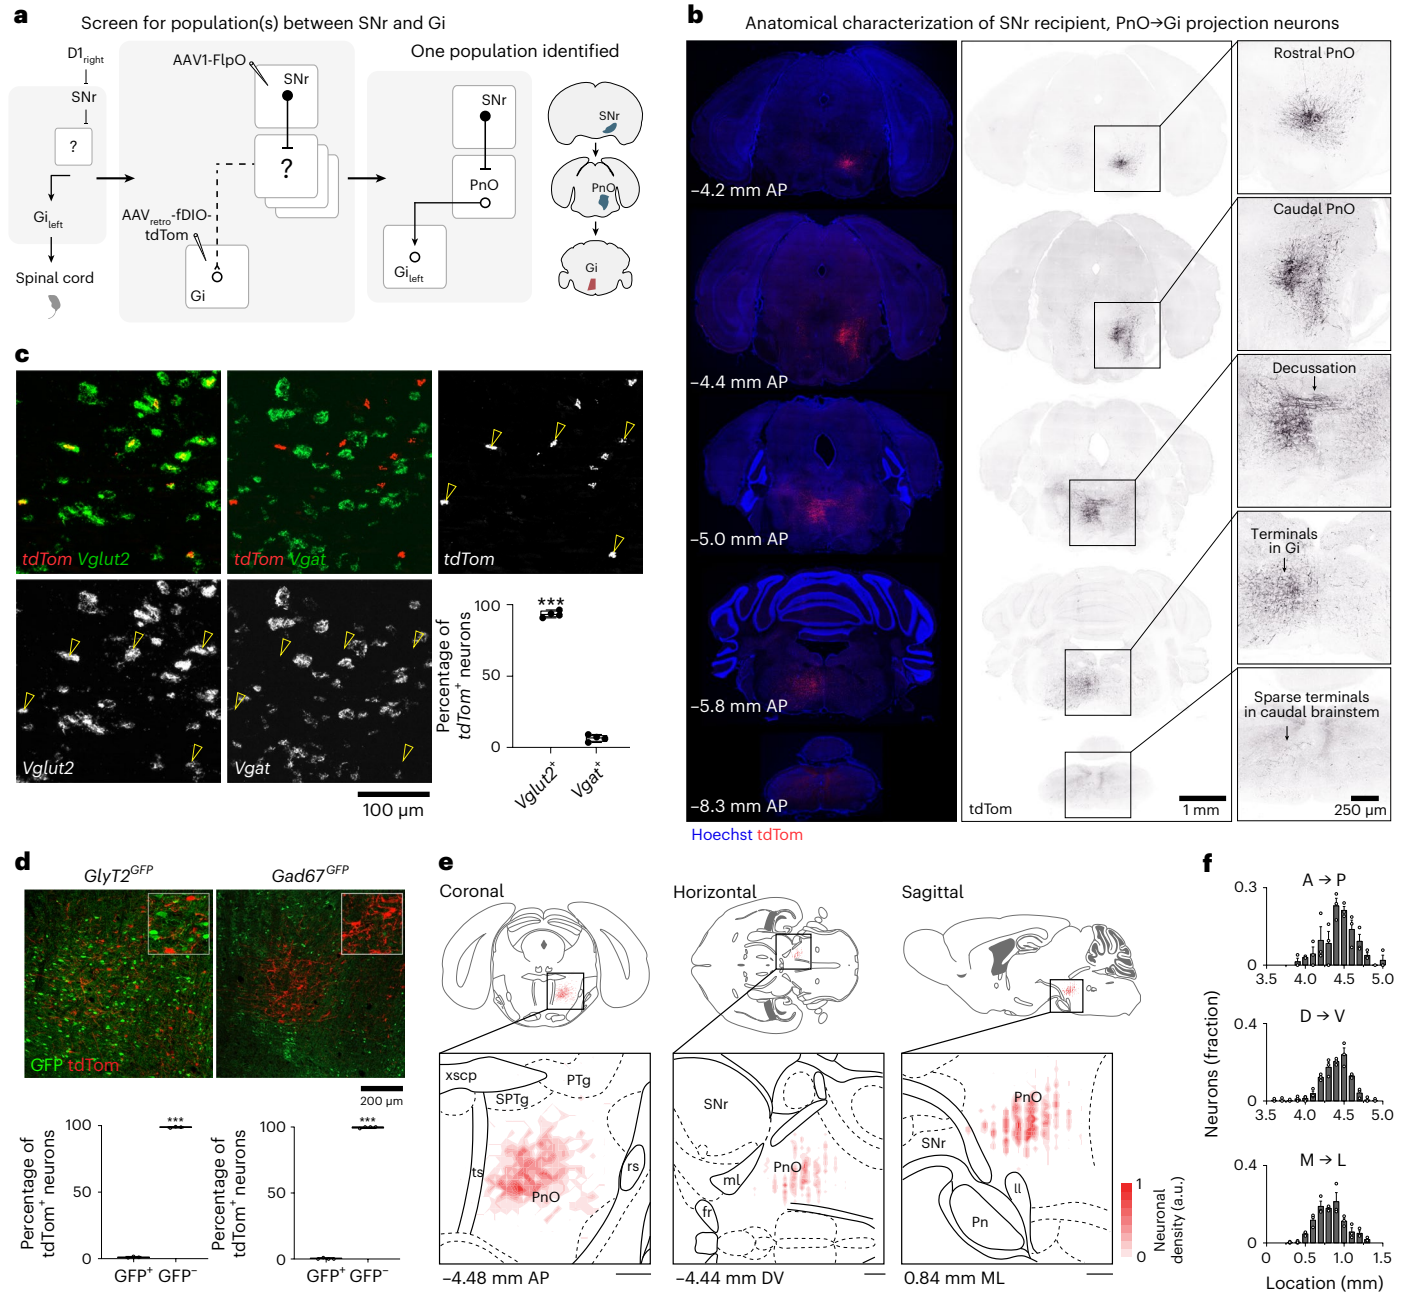 a
Screen for population(s) between SNr and Gi
D1right
SNr
?
Gileft
Spinal cord
AAV1-FlpO
SNr
?
AAVretro-fDIO-
tdTom
Gi
One population identified
SNr
PnO
Gileft
SNr
PnO
Gi
b
Anatomical characterization of SNr recipient, PnO→Gi projection neurons
−4.2 mm AP
−4.4 mm AP
−5.0 mm AP
−5.8 mm AP
−8.3 mm AP
Hoechst tdTom
tdTom
1 mm
Rostral PnO
Caudal PnO
Decussation
Terminals
in Gi
Sparse terminals
in caudal brainstem
250 µm
c
tdTom Vglut2
tdTom Vgat
tdTom
Vglut2
Vgat
100 µm
Percentage of
tdTom+ neurons
100
50
0
***
Vglut2+
Vgat+
d
GlyT2GFP
Gad67GFP
GFP tdTom
200 µm
Percentage of
tdTom+ neurons
100
50
0
***
GFP+ GFP−
Percentage of
tdTom+ neurons
100
50
0
***
GFP+ GFP−
e
Coronal
Horizontal
Sagittal
xscp
PTg
SPTg
ts
rs
PnO
−4.48 mm AP
SNr
PnO
ml
fr
−4.44 mm DV
PnO
SNr
ll
Pn
0.84 mm ML
1
0
Neuronal
density (a.u.)
f
Neurons (fraction)
A → P
0.3
0
3.5 4.0 4.5 5.0
D → V
0.4
0
3.5 4.0 4.5 5.0
M → L
0.4
0
0 0.5 1.0 1.5
Location (mm)